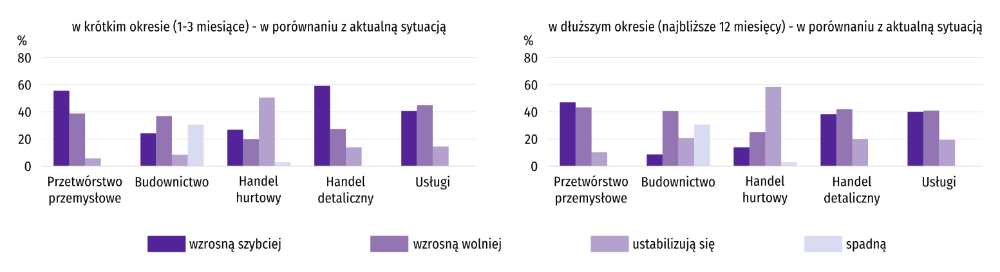 w krótkim okresie (1-3 miesiące) - w porównaniu z aktualną sytuacją
%
80
60
40
20
0
Przetwórstwo
przemysłowe
Budownictwo
Handel
hurtowy
Handel
detaliczny
Usługi
w dłuższym okresie (najbliższe 12 miesięcy) - w porównaniu z aktualną sytuacją
%
80
60
40
20
0
Przetwórstwo
przemysłowe
Budownictwo
Handel
hurtowy
Handel
detaliczny
Usługi
wzrosną szybciej
wzrosną wolniej
ustabilizują się
spadną